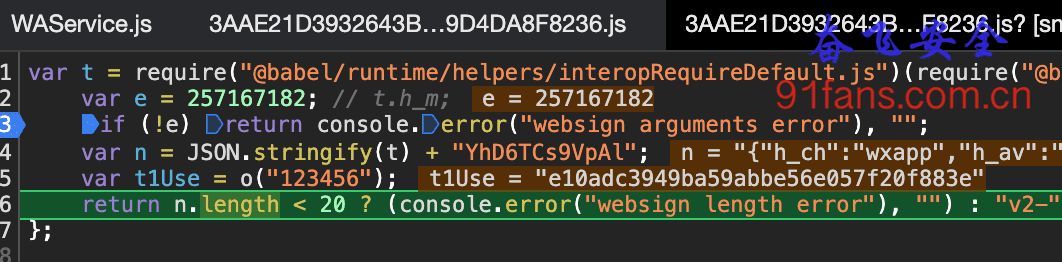 WAService.js 3AAE21D3932643B...9D4DA8F8236.js 3AAE21D3932643B...F8236.js? [sm
奋飞安全
91fans.com.cn
1 var t = require("@babel/runtime/helpers/interopRequireDefault.js")(require("@b
2 var e = 257167182; // t.h_m; e = 257167182
3 if (!e) return console.error("websign arguments error"), "";
4 var n = JSON.stringify(t) + "YhD6TCs9VpAl"; n = "{"h_ch":"wxapp","h_av":"
5 var t1Use = o("123456"); t1Use = "e10adc3949ba59abbe56e057f20f883e"
6 return n.length < 20 ? (console.error("websign length error"), "") : "v2-"
7 };
8